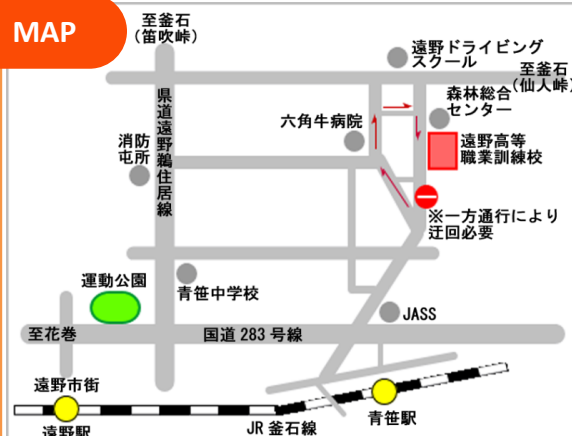 MAP
至釜石
(笛吹峠)
遠野ドライビング
スクール
至釜石
(仙人峠)
森林総合
センター
六角牛病院
県道遠野鵜住居線
消防
屯所
遠野高等
職業訓練校
※一方通行により
迂回必要
運動公園
青笹中学校
JASS
至花巻
国道283号線
遠野市街
遠野駅
JR釜石線
青笹駅